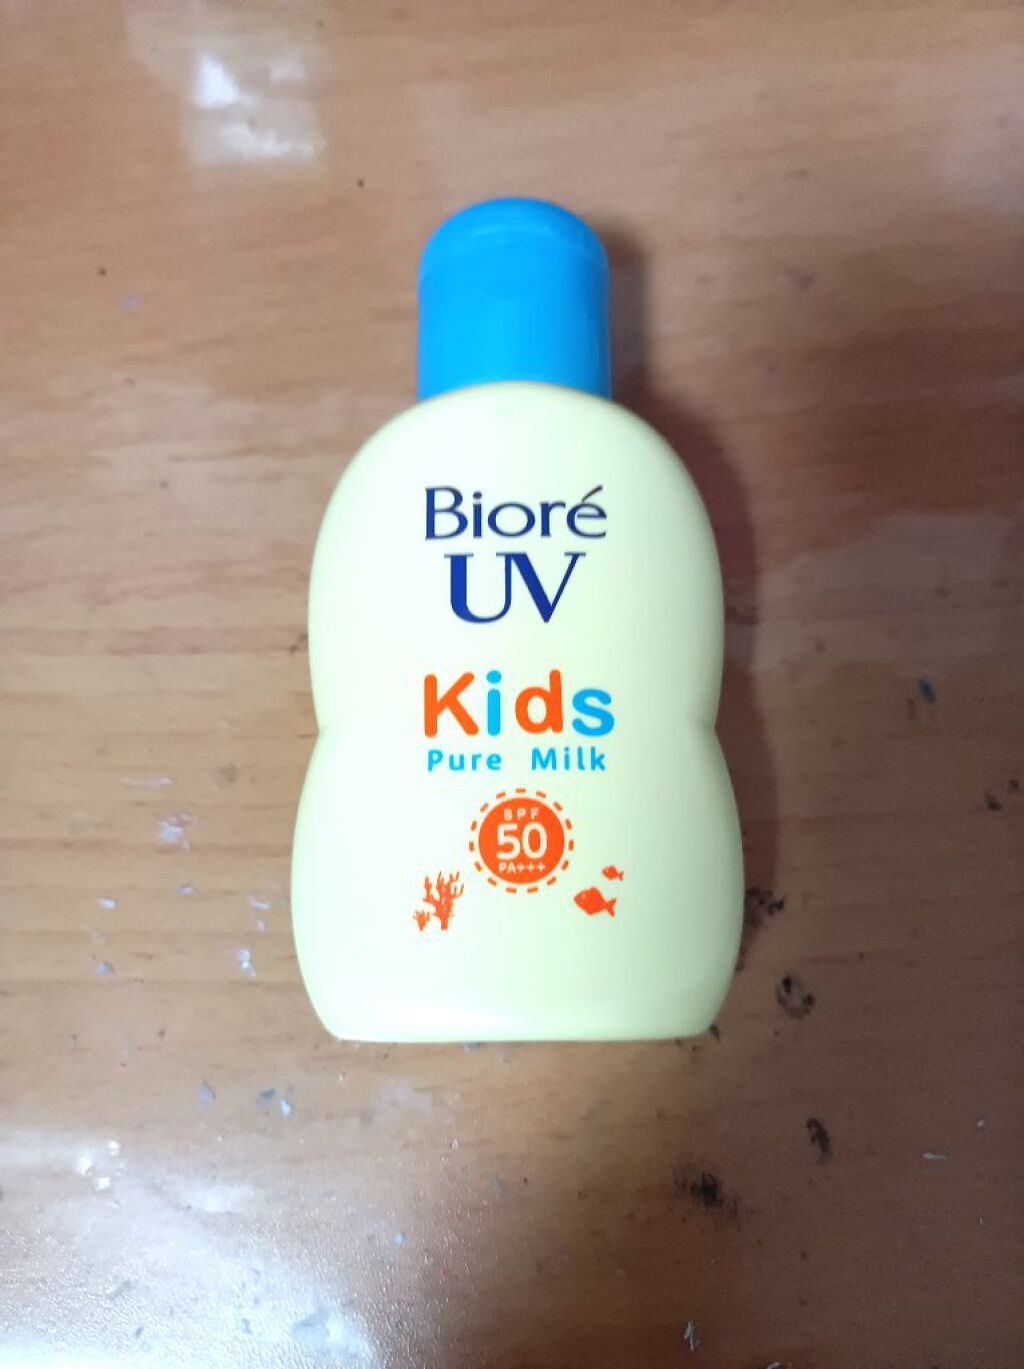 Bioré
UV
Kids
Pure Milk
SPF
50
PA+++